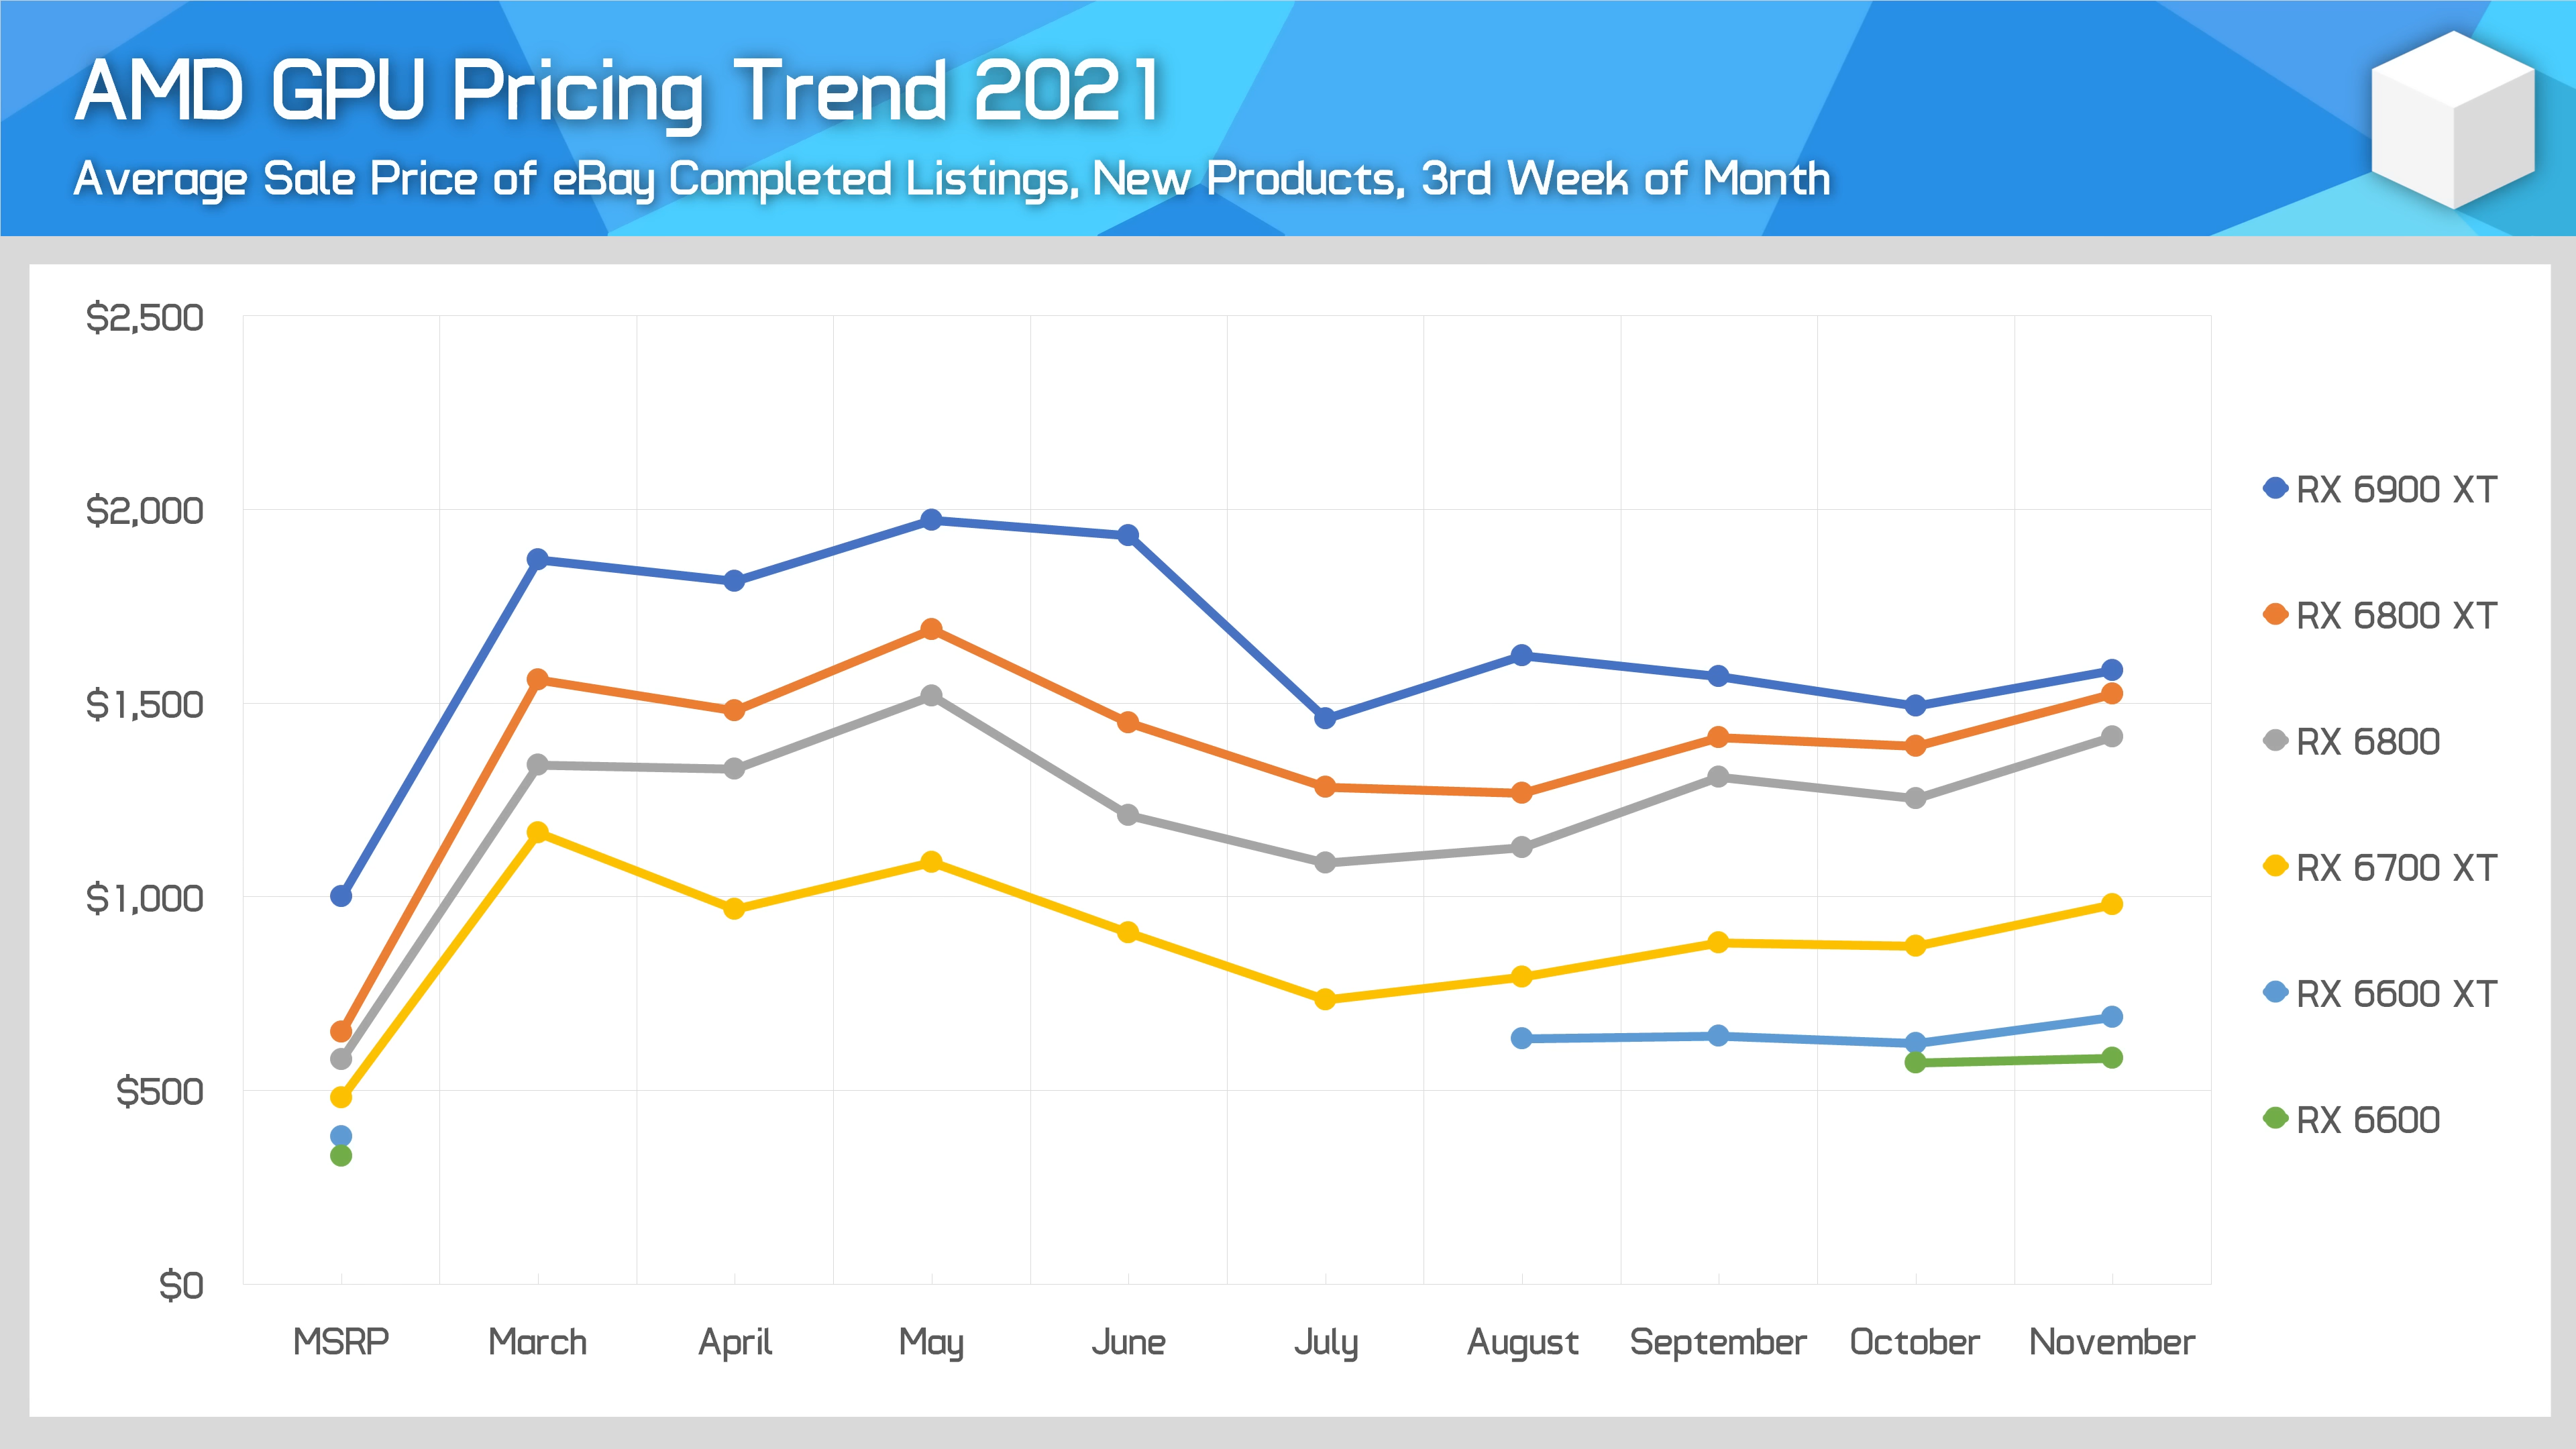 AMD GPU Pricing Trend 2021
Average Sale Price of eBay Completed Listings, New Products, 3rd Week of Month
$2,500
$2,000
$1,500
$1,000
$500
$0
MSRP March April May June July August September October November
RX 6900 XT
RX 6800 XT
RX 6800
RX 6700 XT
RX 6600 XT
RX 6600